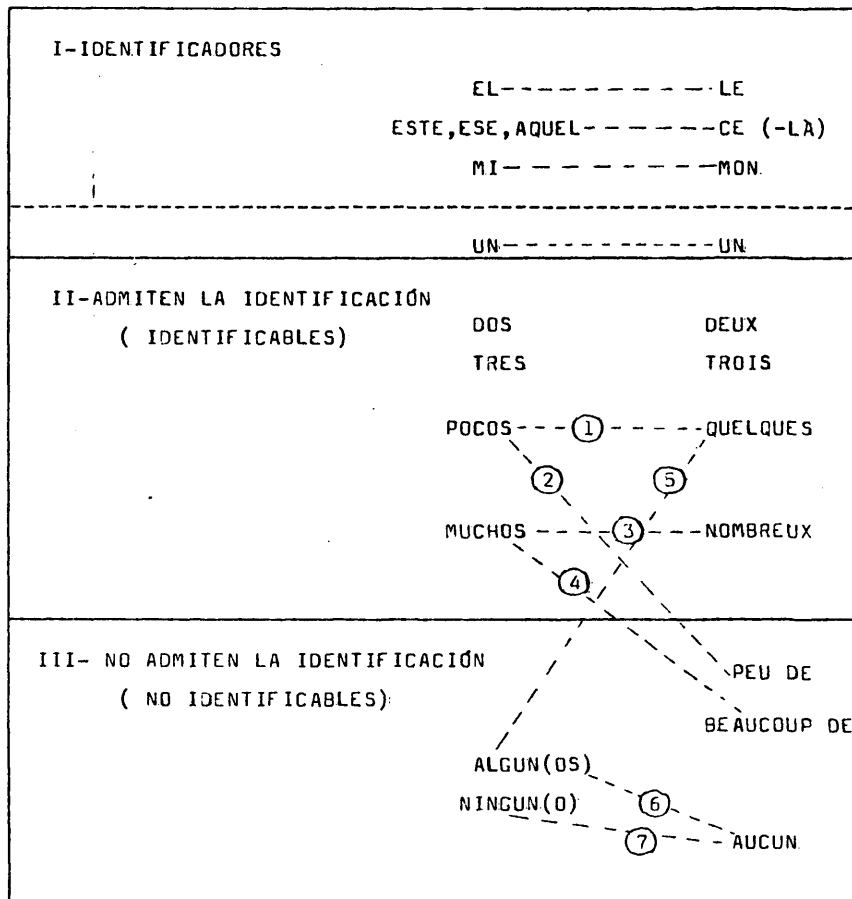 I-IDENTIFICADORES
EL LE
ESTE,ESE,AQUEL CE (-LÀ)
MI MON.
UN UN
II-ADMITEN LA IDENTIFICACIÓN
( IDENTIFICABLES) DOS DEUX
TRES TROIS
POCOS 1 QUELQUES
2 5
MUCHOS 3 NOMBREUX
4
III- NO ADMITEN LA IDENTIFICACIÓN
PEU DE
( NO IDENTIFICABLES)
BEAUCOUP DE
ALGUN(OS)
NINGUN(O) 6
7 AUCUN